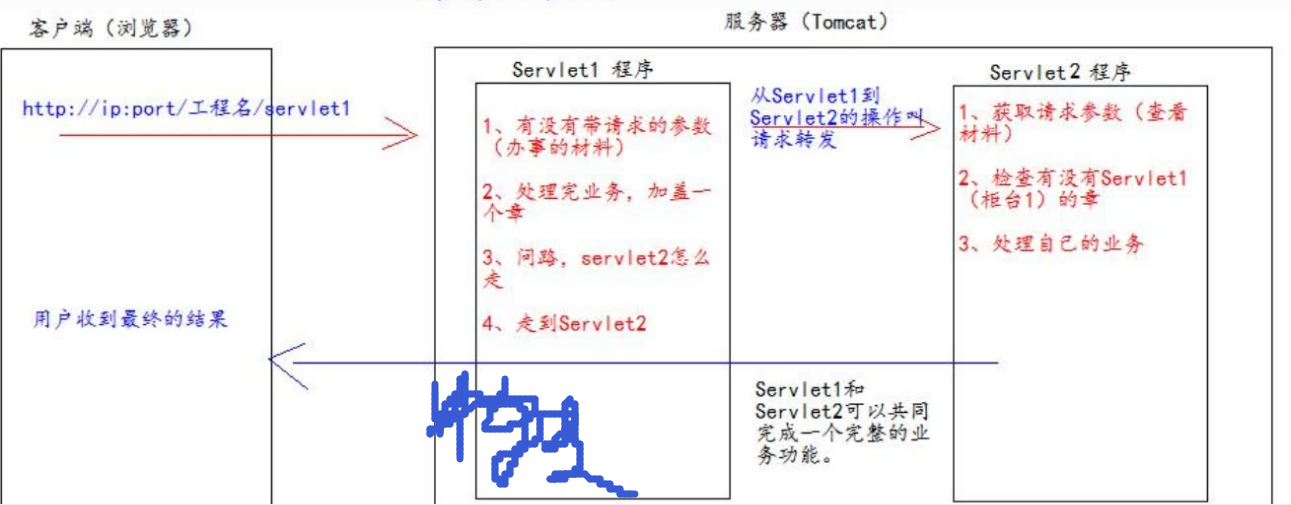 客户端（浏览器）
服务器（Tomcat）
http://ip:port/工程名/servlet1
用户收到最终的结果
Servlet1 程序
1、有没有带请求的参数
（办事的材料）
2、处理完业务，加盖一
个章
3、问路，servlet2怎么
走
4、走到Servlet2
从Servlet1到
Servlet2的操作叫
请求转发
Servlet2 程序
1、获取请求参数（查看
材料）
2、检查有没有Servlet1
（柜台1）的章
3、处理自己的业务
Servlet1和
Servlet2可以共同
完成一个完整的业
务功能。